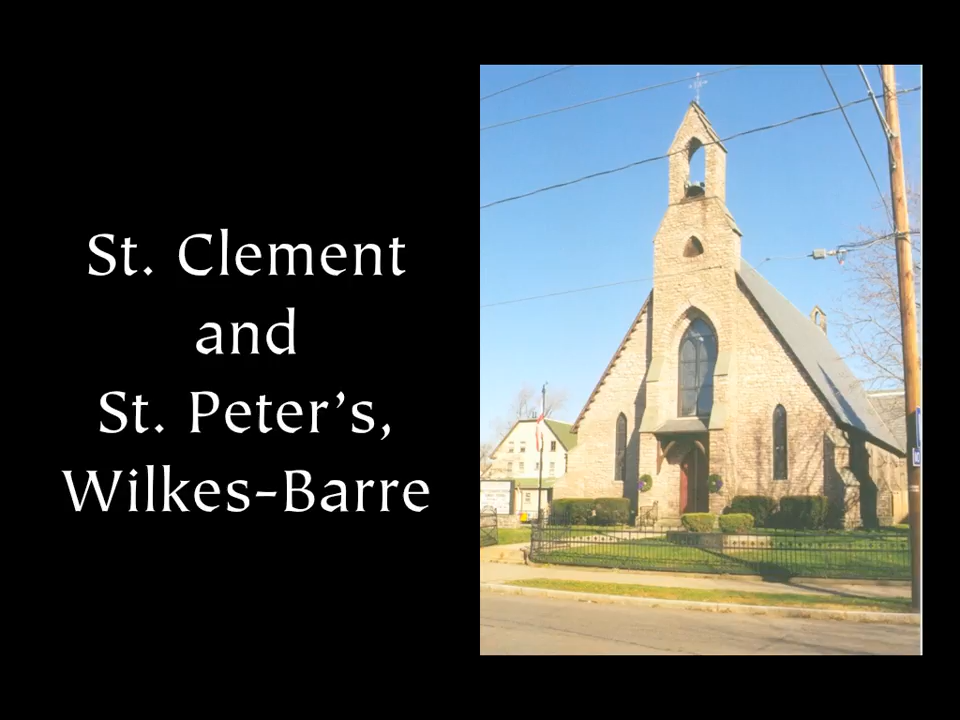 St. Clement
and
St. Peter’s,
Wilkes-Barre